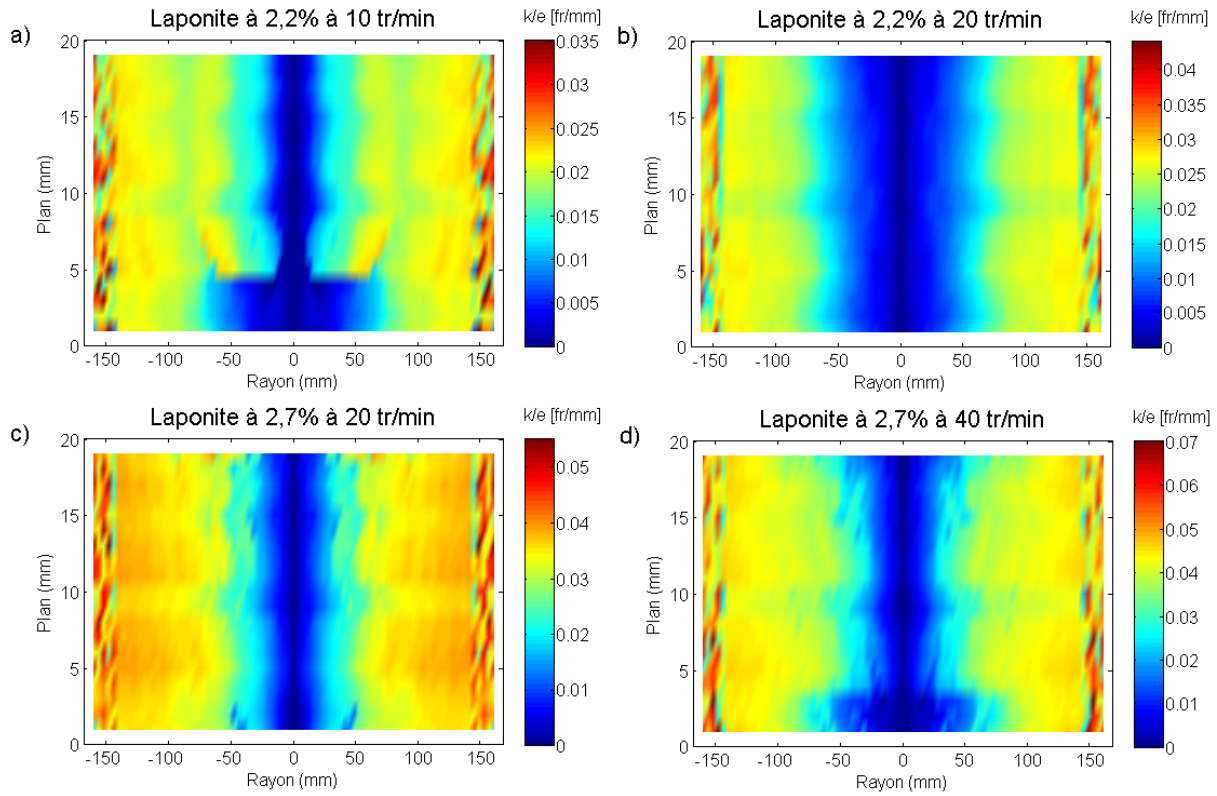 a)
Laponite à 2,2% à 10 tr/min
k/e [fr/mm]
20
15
10
5
0
Plan (mm)
-150 -100 -50 0 50 100 150
Rayon (mm)
0.035
0.03
0.025
0.02
0.015
0.01
0.005
0
b)
Laponite à 2,2% à 20 tr/min
k/e [fr/mm]
20
15
10
5
0
Plan (mm)
-150 -100 -50 0 50 100 150
Rayon (mm)
0.04
0.035
0.03
0.025
0.02
0.015
0.01
0.005
0
c)
Laponite à 2,7% à 20 tr/min
k/e [fr/mm]
20
15
10
5
0
Plan (mm)
-150 -100 -50 0 50 100 150
Rayon (mm)
0.05
0.04
0.03
0.02
0.01
0
d)
Laponite à 2,7% à 40 tr/min
k/e [fr/mm]
20
15
10
5
0
Plan (mm)
-150 -100 -50 0 50 100 150
Rayon (mm)
0.07
0.06
0.05
0.04
0.03
0.02
0.01
0